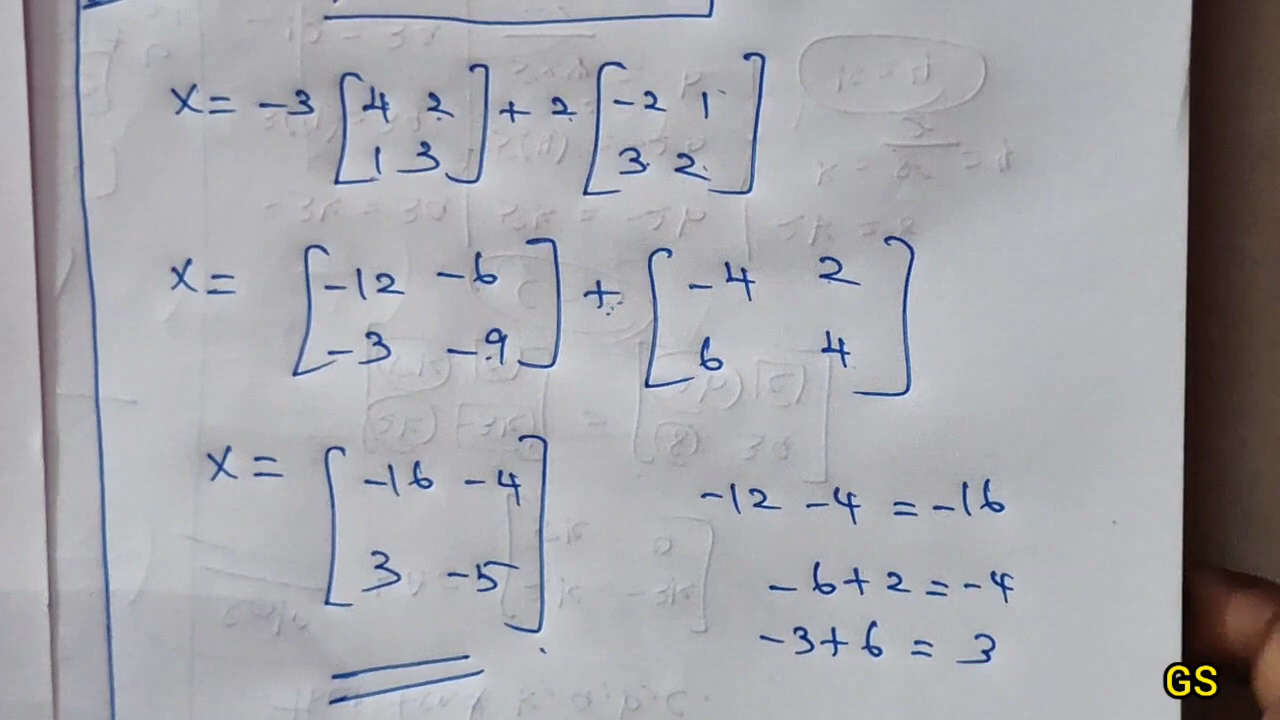 x = -3 [4 2] + 2 [-2 1]
[1 3] [3 2]
x = [-12 -6] + [-4 2]
[-3 -9] [6 4]
x = [-16 -4]
[3 -5]
-12 -4 = -16
-6+2 = -4
-3+6 = 3
GS